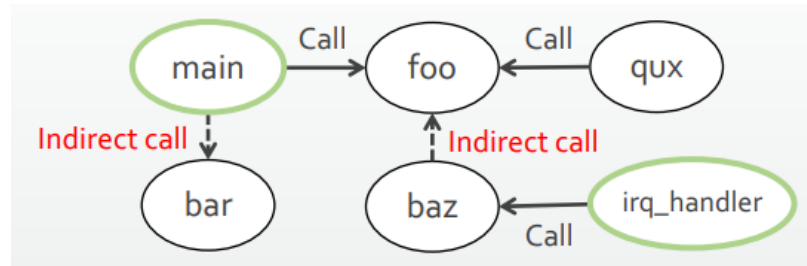 Call
Call
main
foo
qux
Indirect call
Indirect call
bar
baz
irq_handler
Call